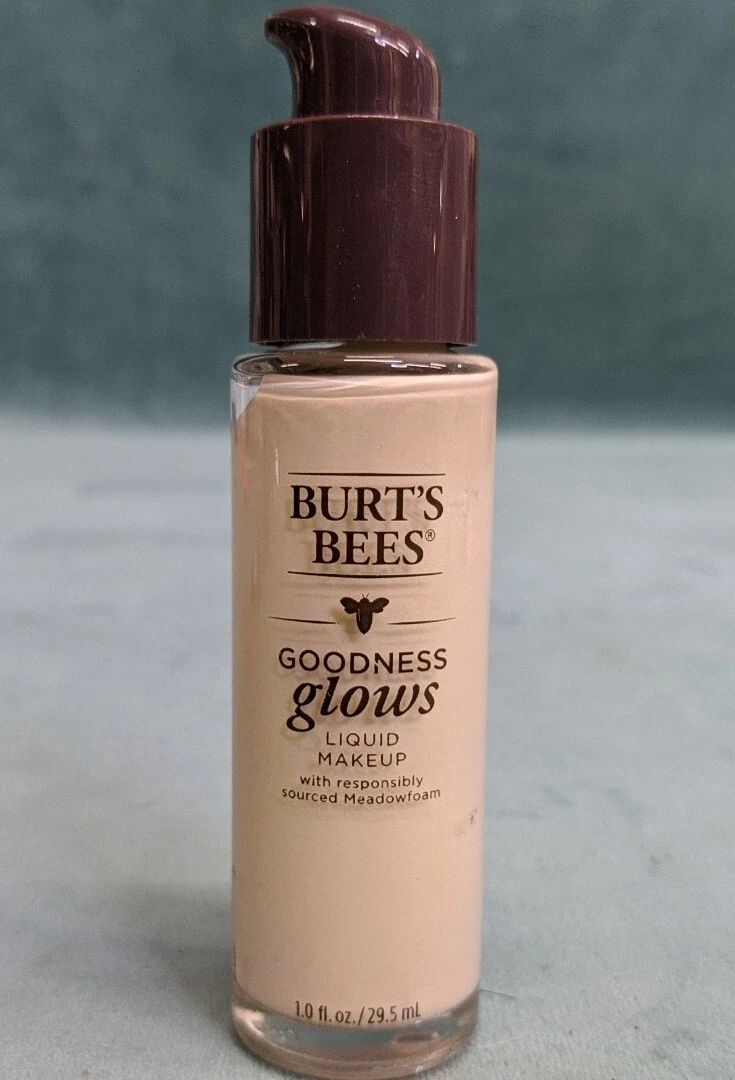 BURT'S
BEES®
GOODNESS
glows
LIQUID
MAKEUP
with responsibly
sourced Meadowfoam
1.0 fl. oz./29.5 mL